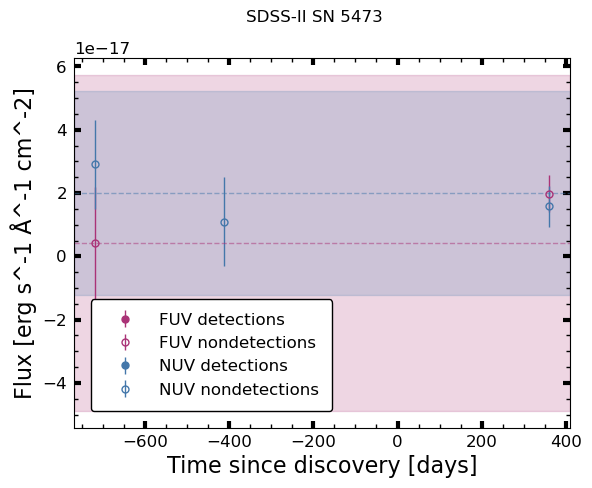 SDSS-II SN 5473
1e−17
6
4
2
0
−2
−4
Flux [erg s^-1 Å^-1 cm^-2]
FUV detections
FUV nondetections
NUV detections
NUV nondetections
−600 −400 −200 0 200 400
Time since discovery [days]